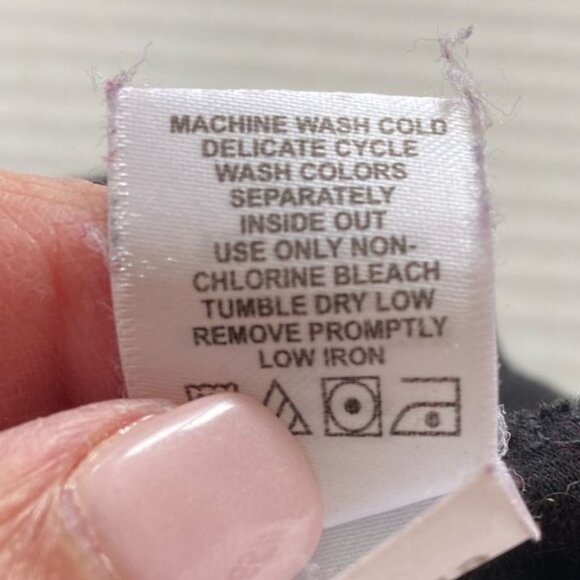 MACHINE WASH COLD
DELICATE CYCLE
WASH COLORS
SEPARATELY
INSIDE OUT
USE ONLY NON-
CHLORINE BLEACH
TUMBLE DRY LOW
REMOVE PROMPTLY
LOW IRON